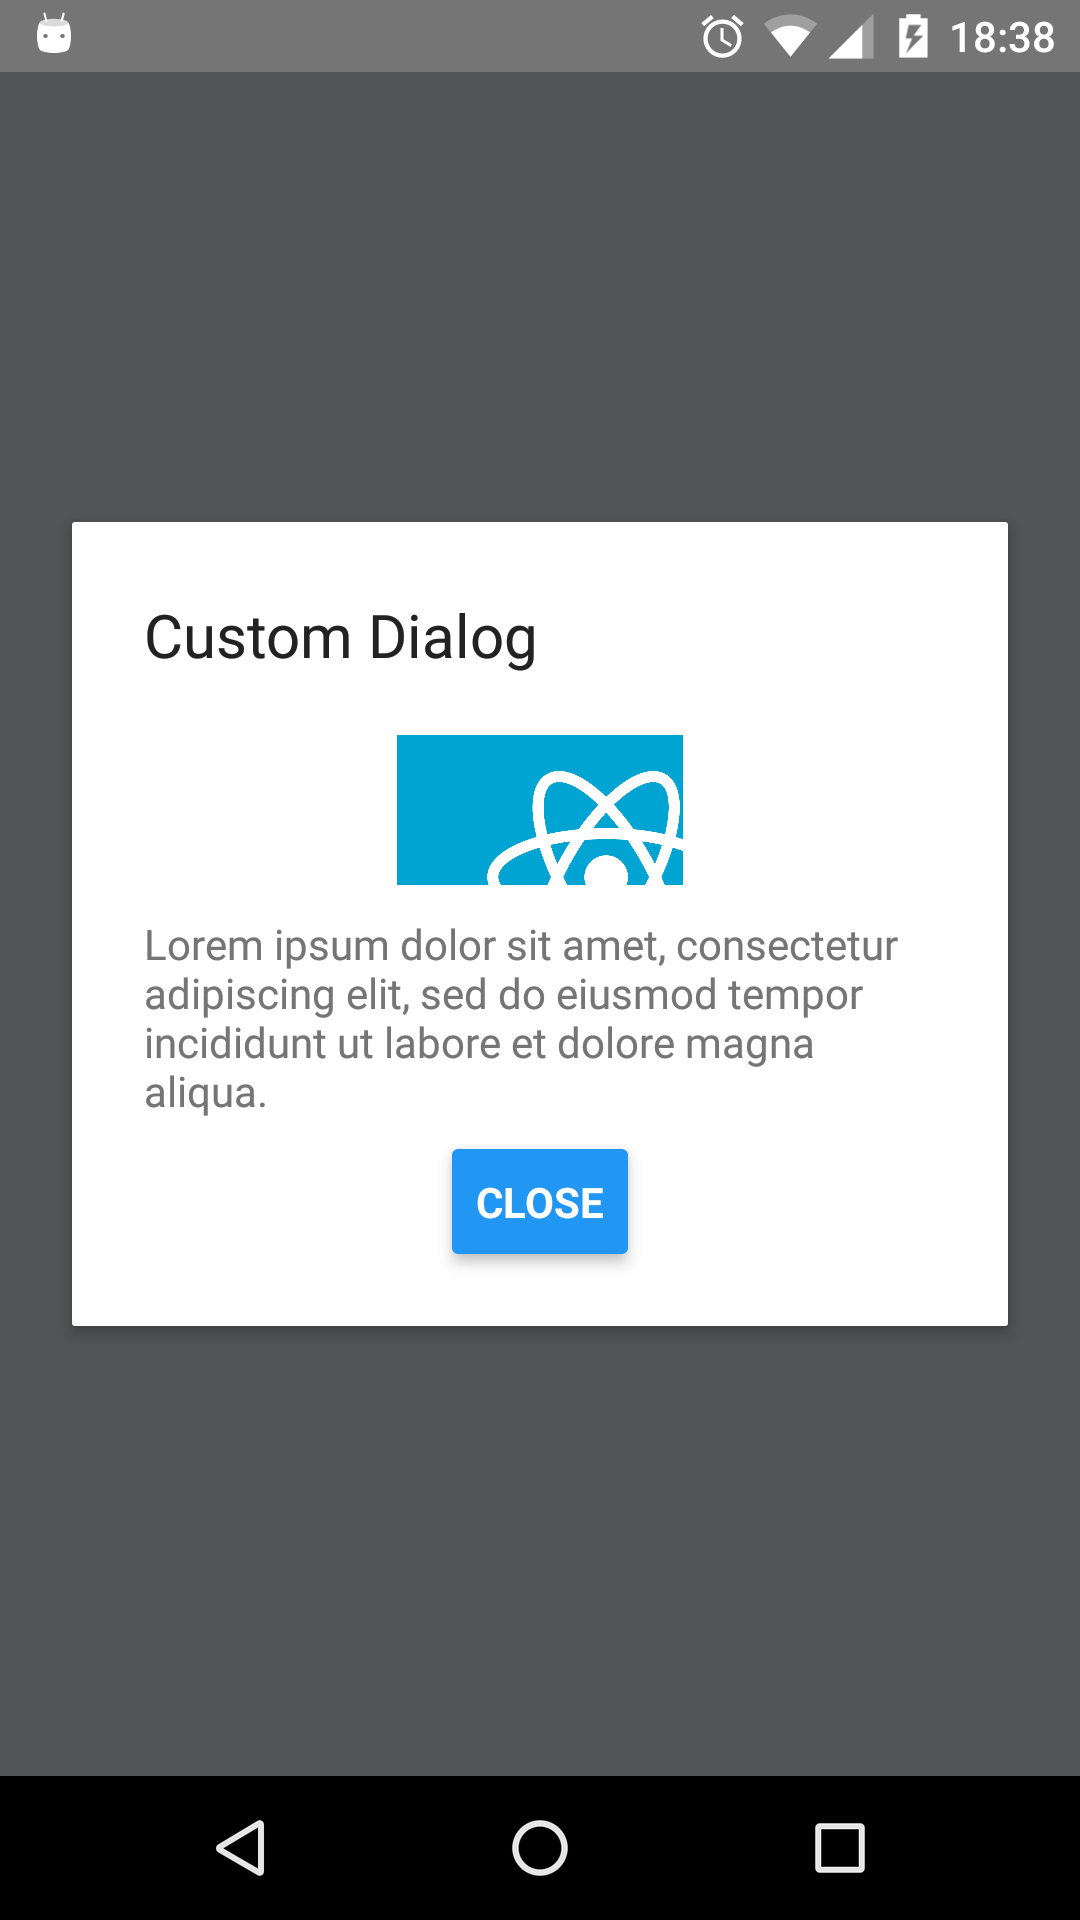 18:38
Custom Dialog
Lorem ipsum dolor sit amet, consectetur
adipiscing elit, sed do eiusmod tempor
incididunt ut labore et dolore magna
aliqua.
CLOSE